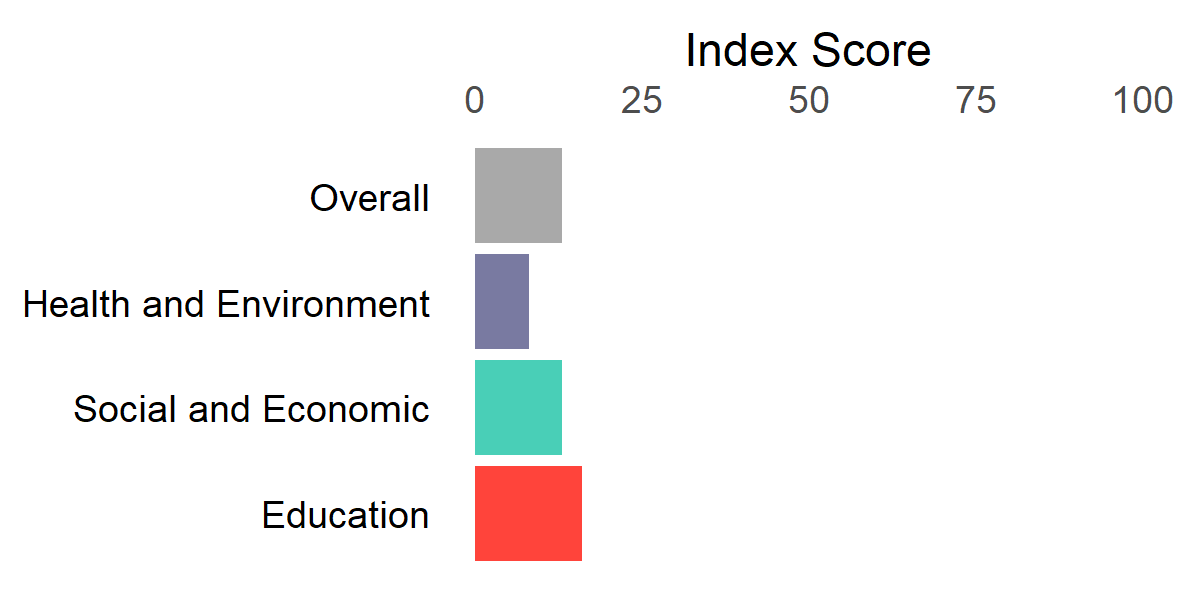 Index Score
0 25 50 75 100
Overall
Health and Environment
Social and Economic
Education